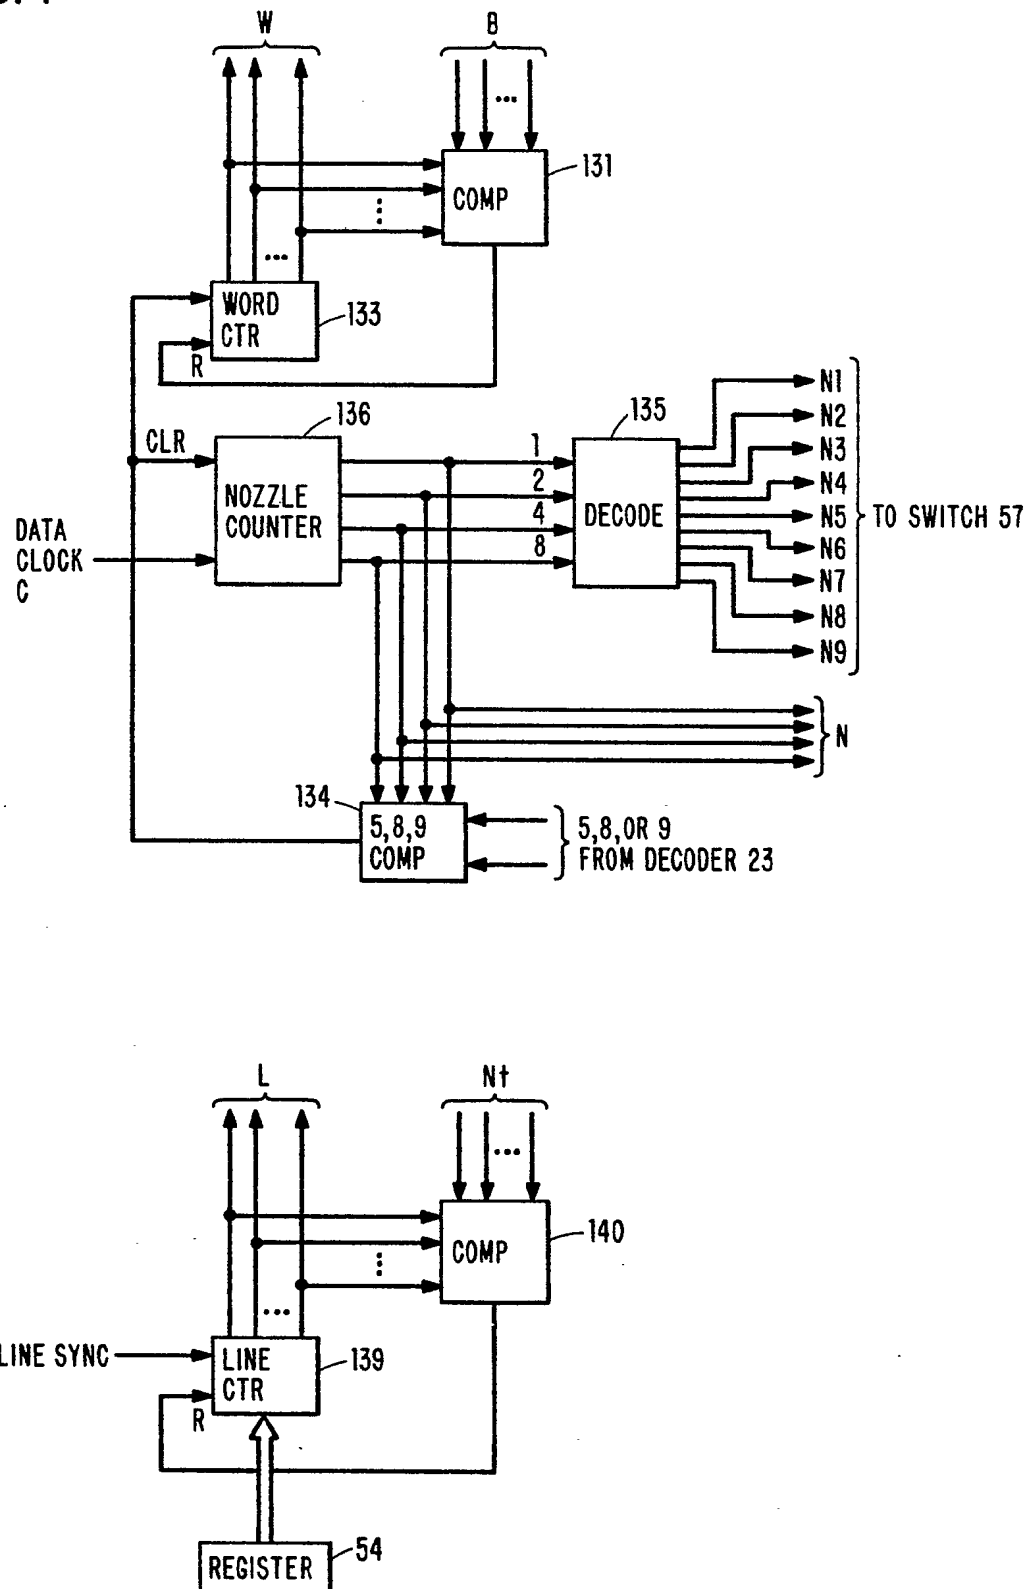 W
B
COMP
131
WORD
CTR
133
R
136
135
CLR
NOZZLE
COUNTER
1
2
4
8
DECODE
N1
N2
N3
N4
N5
N6
N7
N8
N9
TO SWITCH 57
DATA
CLOCK
C
N
134
5,8,9
COMP
5,8,OR 9
FROM DECODER 23
L
Nt
COMP
140
LINE SYNC
LINE
CTR
139
R
REGISTER
54